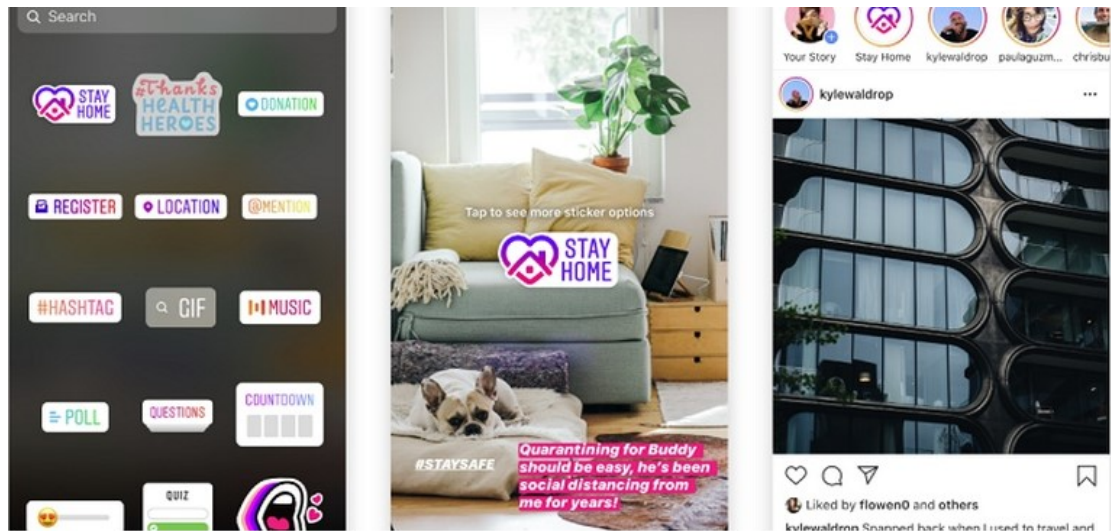 Search
STAY
HOME
#Thanks
HEALTH
HEROES
DONATION
REGISTER
LOCATION
@MENTION
#HASHTAG
GIF
MUSIC
POLL
QUESTIONS
COUNTDOWN
QUIZ
Tap to see more sticker options
STAY
HOME
#STAYSAFE
Quarantining for Buddy
should be easy, he's been
social distancing from
me for years!
Your Story
Stay Home
kylewaldrop
paulaguzm...
chrisbu
kylewaldrop
Liked by flowen0 and others
kylewaldrop Snapped back when I used to travel and